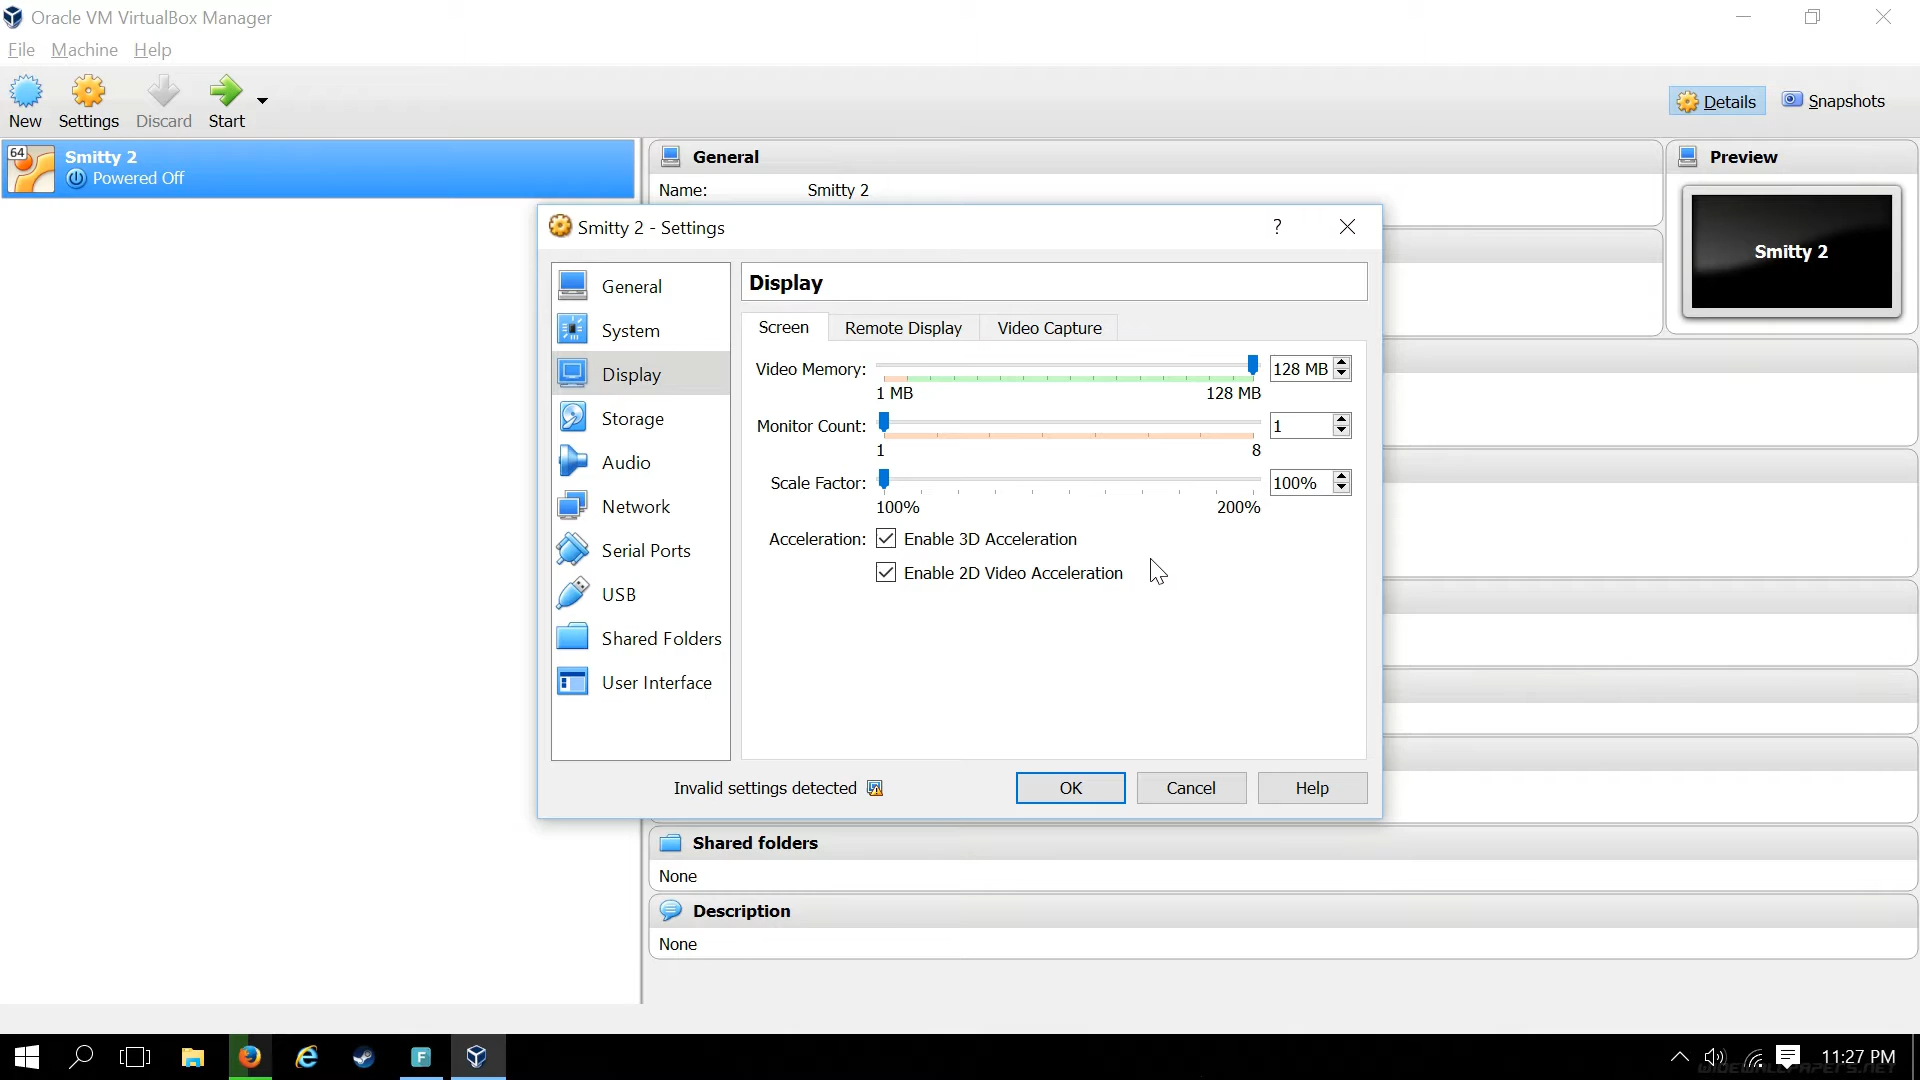 Oracle VM VirtualBox Manager
File Machine Help
New Settings Discard Start
Details Snapshots
64
Smitty 2
Powered Off
General
Name: Smitty 2
Preview
Smitty 2
Smitty 2 - Settings
?
General
System
Display
Storage
Audio
Network
Serial Ports
USB
Shared Folders
User Interface
Display
Screen Remote Display Video Capture
Video Memory: 128 MB
1 MB 128 MB
Monitor Count: 1
1 8
Scale Factor: 100%
100% 200%
Acceleration: Enable 3D Acceleration
Enable 2D Video Acceleration
Invalid settings detected
OK Cancel Help
Shared folders
None
Description
None
F
11:27 PM